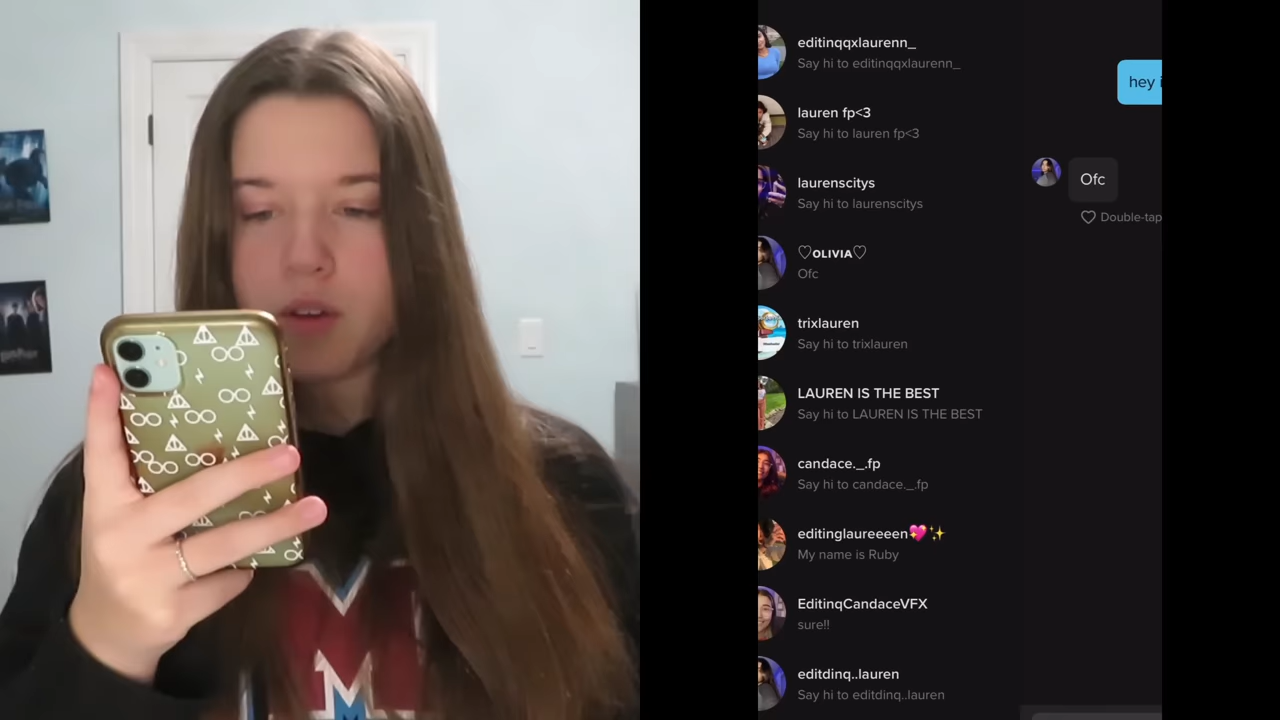 editinqqxlaurenn_
Say hi to editinqqxlaurenn_
lauren fp<3
Say hi to lauren fp<3
laurenscitys
Say hi to laurenscitys
♡OLIVIA♡
Ofc
trixlauren
Say hi to trixlauren
LAUREN IS THE BEST
Say hi to LAUREN IS THE BEST
candace._.fp
Say hi to candace._.fp
editinglaureeeen💖✨
My name is Ruby
EditinqCandaceVFX
sure!!
editdinq..lauren
Say hi to editdinq..lauren
hey i
Ofc
Double-tap
M
M